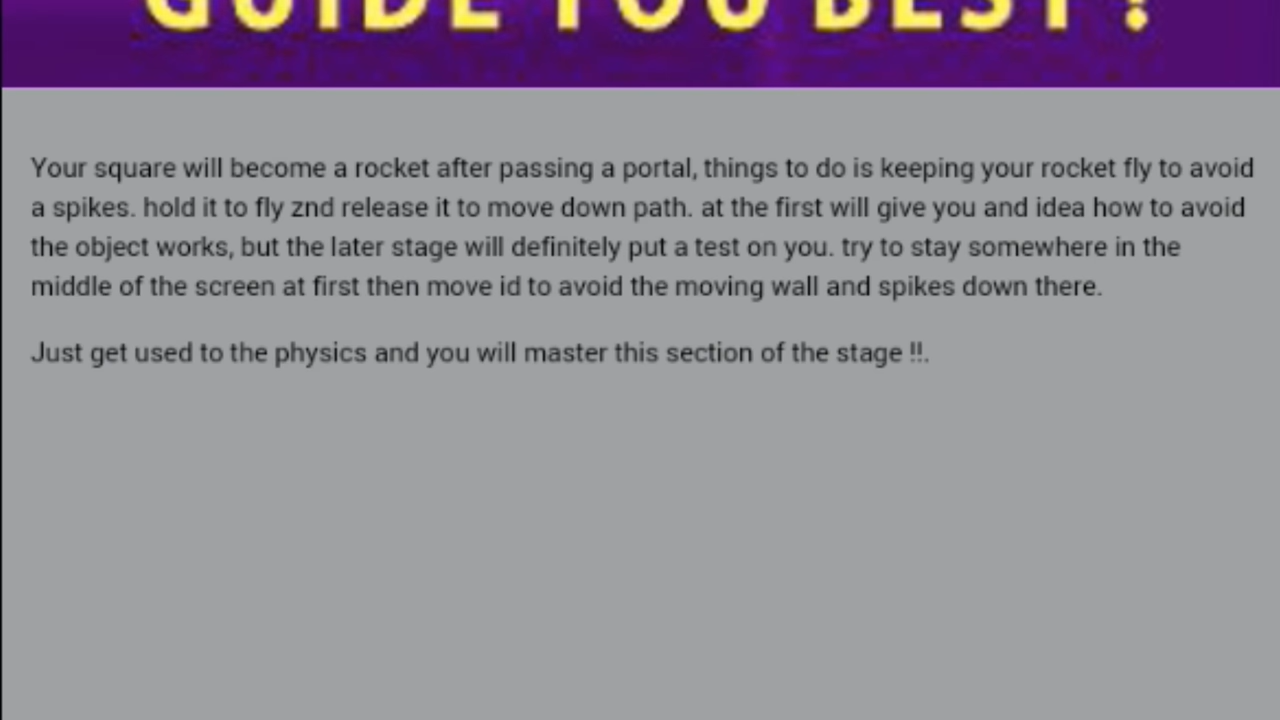 GUIDE YOU BEST !
Your square will become a rocket after passing a portal, things to do is keeping your rocket fly to avoid
a spikes. hold it to fly znd release it to move down path. at the first will give you and idea how to avoid
the object works, but the later stage will definitely put a test on you. try to stay somewhere in the
middle of the screen at first then move id to avoid the moving wall and spikes down there.
Just get used to the physics and you will master this section of the stage !!.